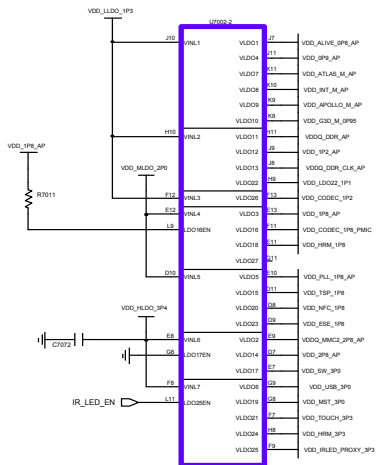 U7002-2
VDD_LLDO_1P3
J10 VINL1 VLDO1 J7 VDD_ALIVE_0P8_AP
VLDO4 J11 VDD_0P9_AP
VLDO7 K11 VDD_ATLAS_M_AP
VLDO8 K10 VDD_INT_M_AP
VLDO9 K9 VDD_APOLLO_M_AP
VLDO10 K8 VDD_G3D_M_0P95
H10 VINL2 VLDO11 H11 VDDQ_DDR_AP
VDD_1P8_AP
VLDO12 J9 VDD_1P2_AP
VDD_MLDO_2P0
VLDO13 J8 VDDQ_DDR_CLK_AP
VLDO22 H9 VDD_LDO22_1P1
R7011
F12 VINL3 VLDO26 F13 VDD_CODEC_1P2
E12 VINL4 VLDO3 E13 VDD_1P8_AP
L9 LDO16EN VLDO16 F11 VDD_CODEC_1P8_PMIC
VLDO18 E11 VDD_HRM_1P8
VLDO27 G11
D10 VINL5 VLDO5 E10 VDD_PLL_1P8_AP
VLDO15 D11 VDD_TSP_1P8
VDD_HLDO_3P4
VLDO20 D8 VDD_NFC_1P8
VLDO23 D9 VDD_ESE_1P8
C7072
E8 VINL6 VLDO2 E9 VDDQ_MMC2_2P8_AP
G6 LDO17EN VLDO14 D7 VDD_2P8_AP
VLDO17 E7 VDD_SW_3P0
F8 VINL7 VLDO6 G9 VDD_USB_3P0
IR_LED_EN L11 LDO25EN VLDO19 G8 VDD_MST_3P0
VLDO21 F7 VDD_TOUCH_3P3
VLDO24 H8 VDD_HRM_3P3
VLDO25 F9 VDD_IRLED_PROXY_3P3